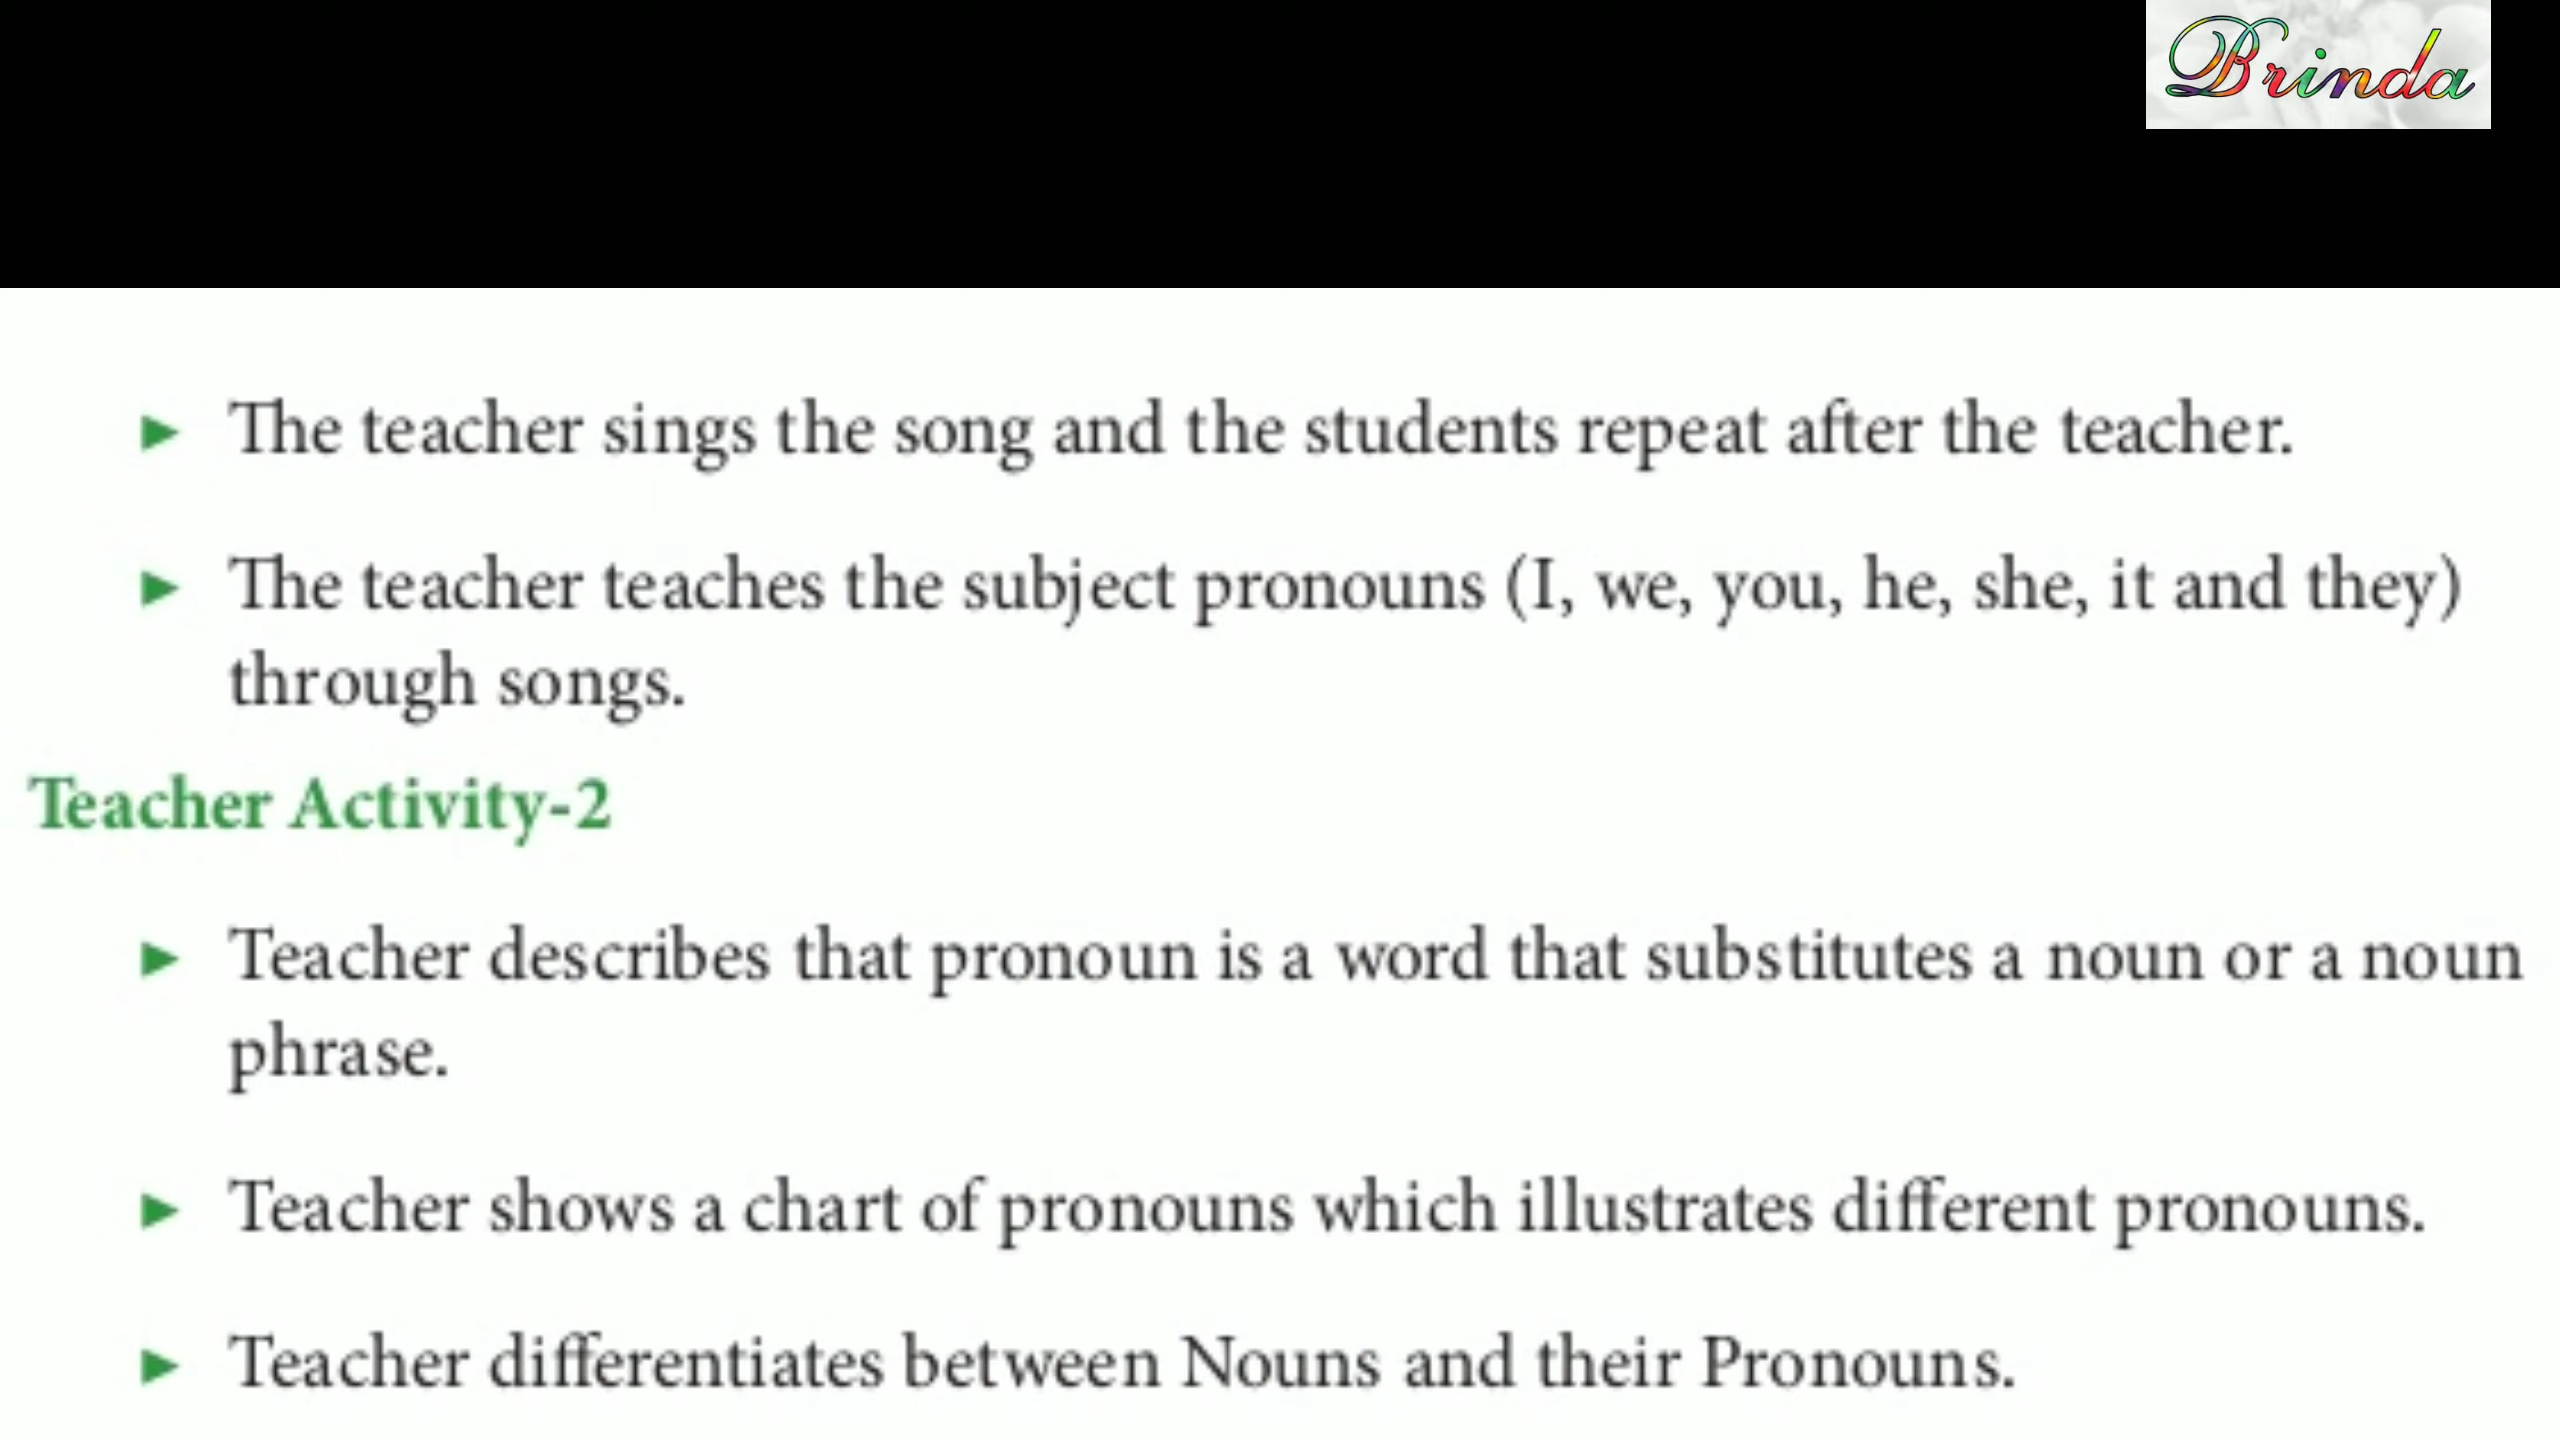 Brinda
► The teacher sings the song and the students repeat after the teacher.
► The teacher teaches the subject pronouns (I, we, you, he, she, it and they)
through songs.
Teacher Activity-2
► Teacher describes that pronoun is a word that substitutes a noun or a noun
phrase.
► Teacher shows a chart of pronouns which illustrates different pronouns.
► Teacher differentiates between Nouns and their Pronouns.